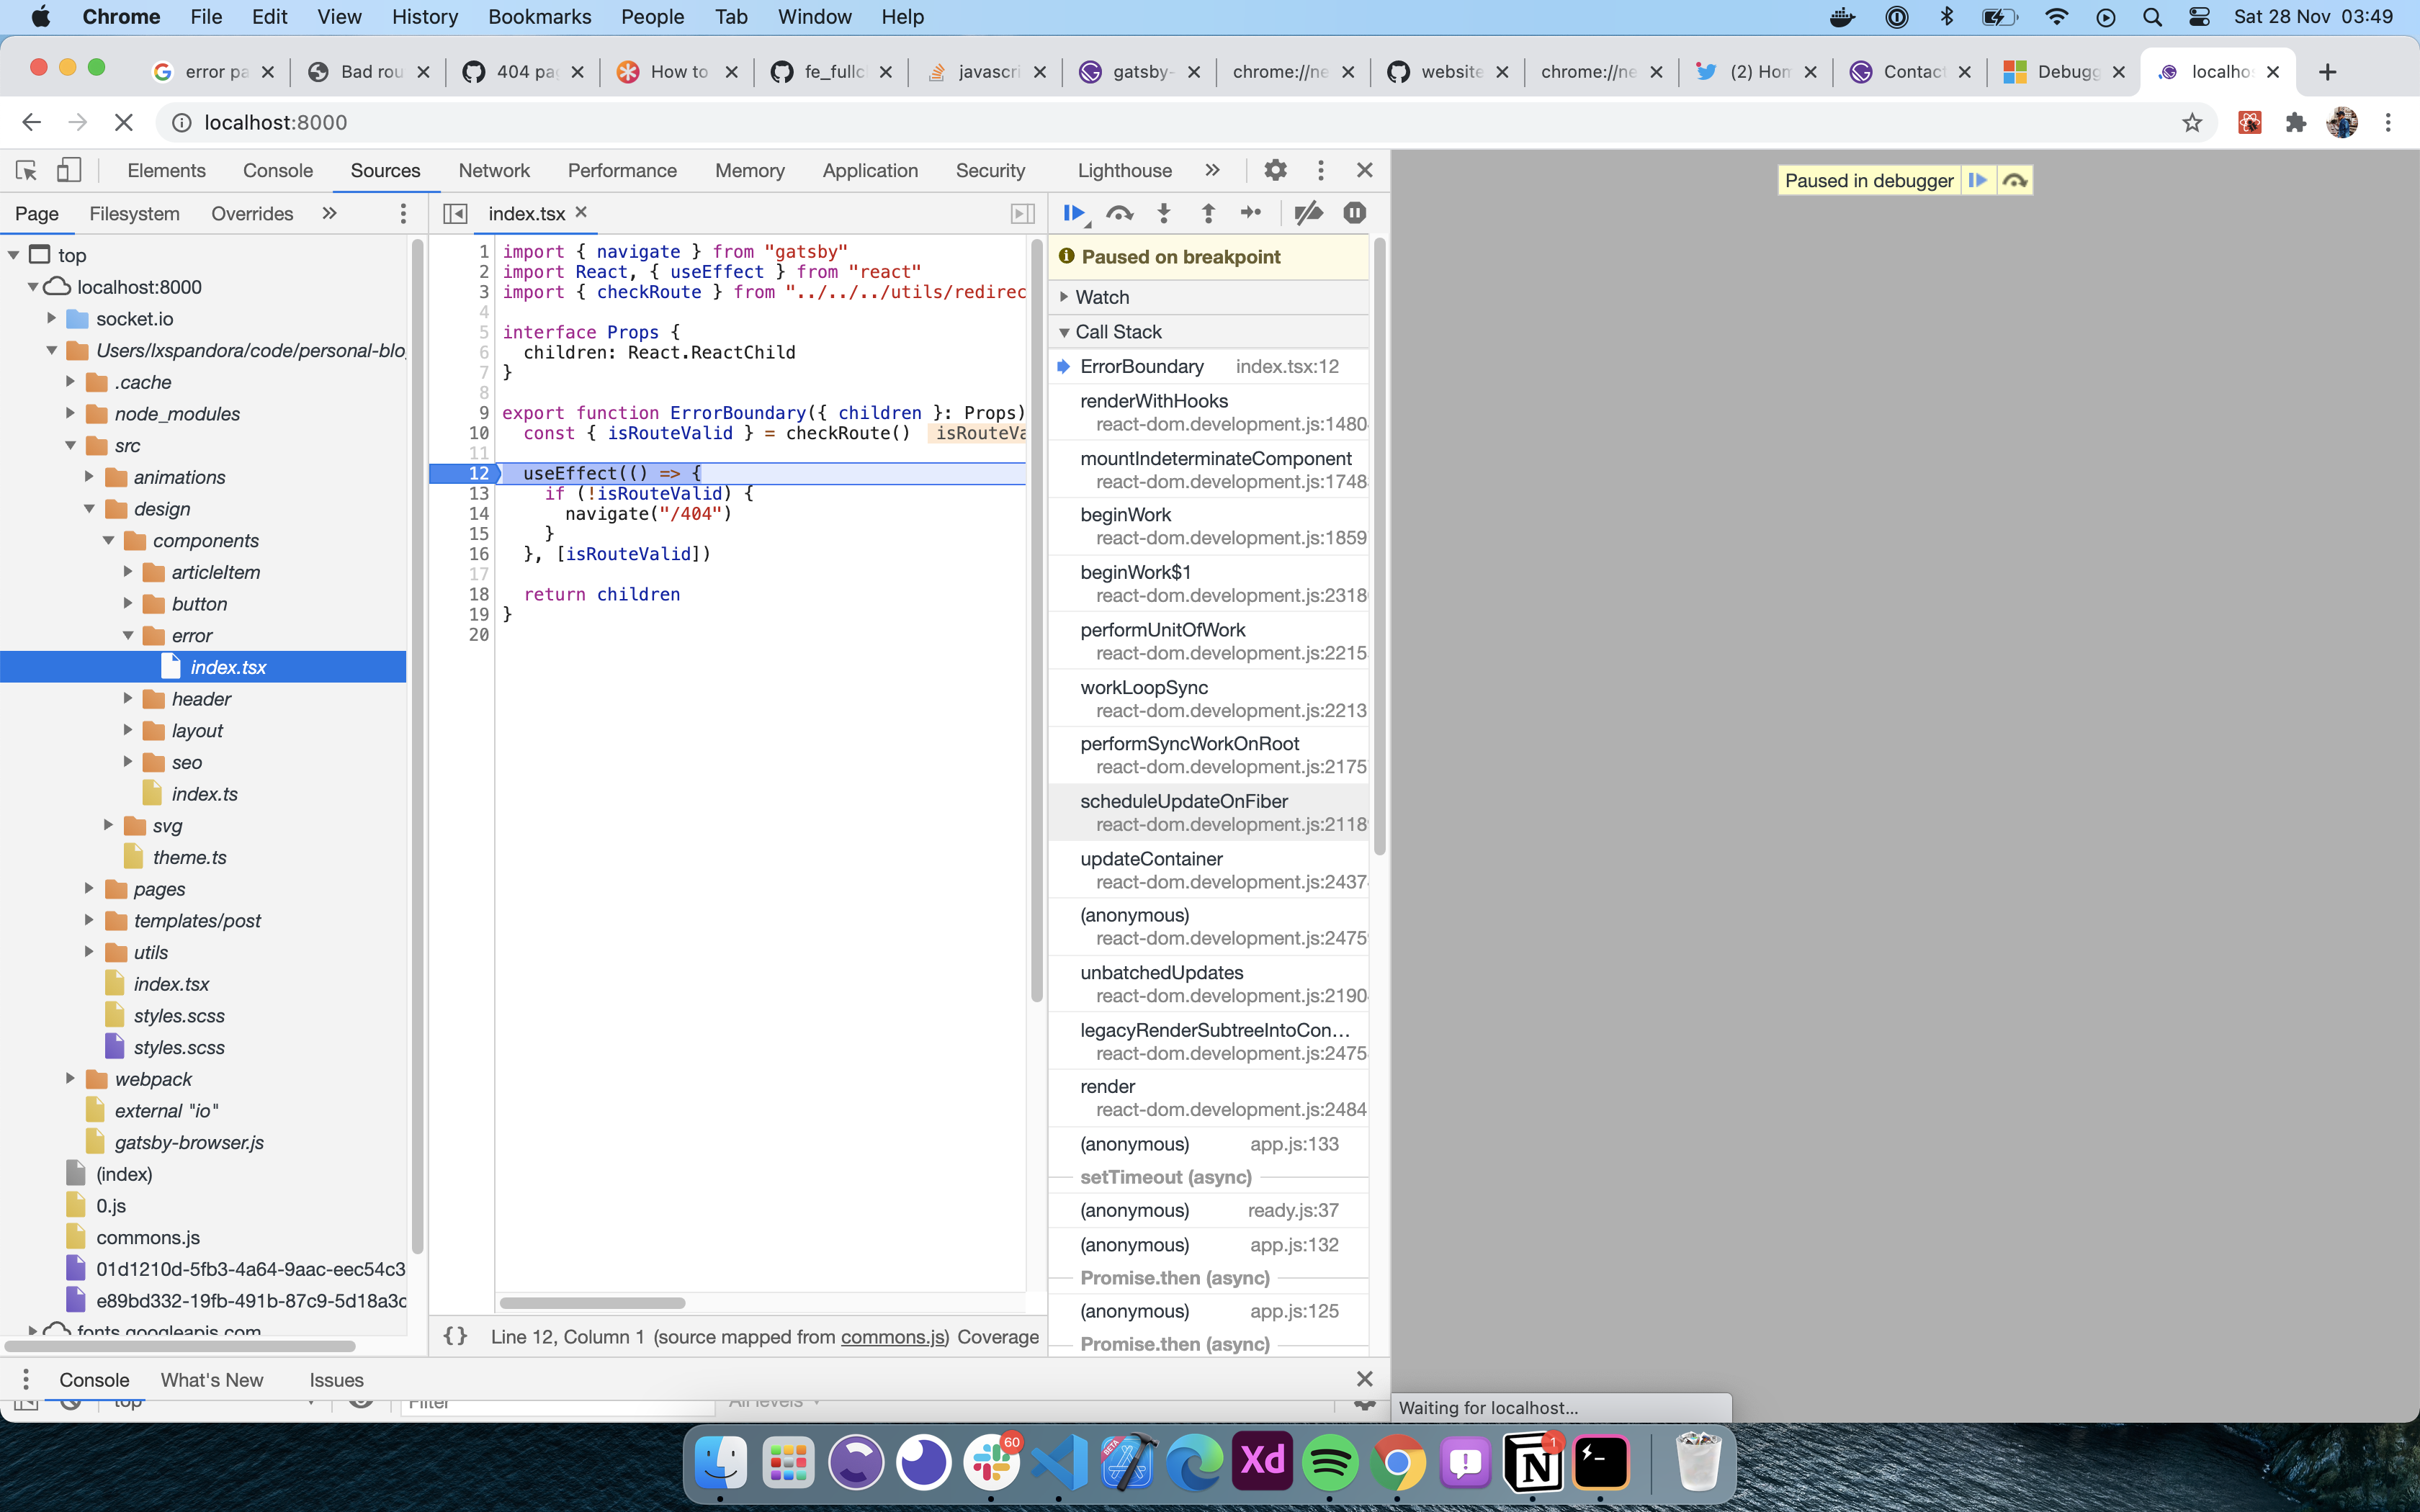 Chrome File Edit View History Bookmarks People Tab Window Help Sat 28 Nov 03:49
error pa Bad rou 404 pa How to fe_fullc javascri gatsby- chrome://ne website chrome://ne (2) Hom Contac Debugg localho
localhost:8000
Elements Console Sources Network Performance Memory Application Security Lighthouse
Paused in debugger
Page Filesystem Overrides
index.tsx
top
localhost:8000
socket.io
Users/lxspandora/code/personal-blo
.cache
node_modules
src
animations
design
components
articleItem
button
error
index.tsx
header
layout
seo
index.ts
svg
theme.ts
pages
templates/post
utils
index.tsx
styles.scss
styles.scss
webpack
external "io"
gatsby-browser.js
(index)
0.js
commons.js
01d1210d-5fb3-4a64-9aac-eec54c3
e89bd332-19fb-491b-87c9-5d18a3c
fonts.googleapis.com
1 import { navigate } from "gatsby"
2 import React, { useEffect } from "react"
3 import { checkRoute } from "../../../utils/redirec
4
5 interface Props {
6 children: React.ReactChild
7 }
8
9 export function ErrorBoundary({ children }: Props)
10 const { isRouteValid } = checkRoute() isRouteVa
11
12 useEffect(() => {
13 if (!isRouteValid) {
14 navigate("/404")
15 }
16 }, [isRouteValid])
17
18 return children
19 }
20
{} Line 12, Column 1 (source mapped from commons.js) Coverage
Paused on breakpoint
Watch
Call Stack
ErrorBoundary index.tsx:12
renderWithHooks
react-dom.development.js:1480
mountIndeterminateComponent
react-dom.development.js:1748
beginWork
react-dom.development.js:1859
beginWork$1
react-dom.development.js:2318
performUnitOfWork
react-dom.development.js:2215
workLoopSync
react-dom.development.js:2213
performSyncWorkOnRoot
react-dom.development.js:2175
scheduleUpdateOnFiber
react-dom.development.js:2118
updateContainer
react-dom.development.js:2437
(anonymous)
react-dom.development.js:2475
unbatchedUpdates
react-dom.development.js:2190
legacyRenderSubtreeIntoCon...
react-dom.development.js:2475
render
react-dom.development.js:2484
(anonymous) app.js:133
setTimeout (async)
(anonymous) ready.js:37
(anonymous) app.js:132
Promise.then (async)
(anonymous) app.js:125
Promise.then (async)
Console What's New Issues
top Filter All levels
Waiting for localhost...
60
BETA
Xd
N
1